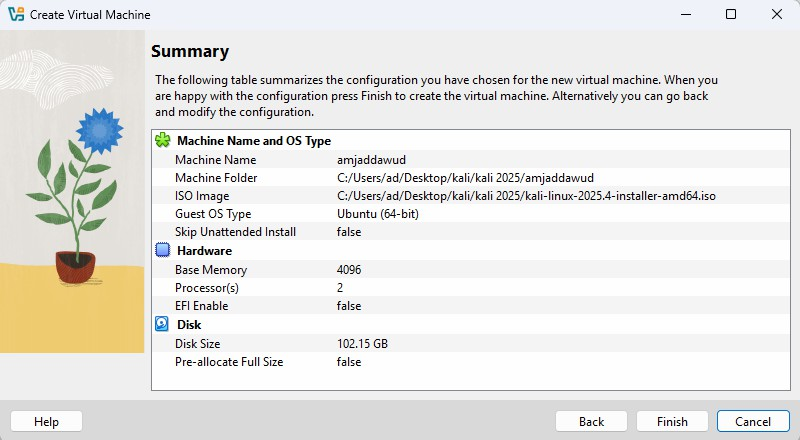 Create Virtual Machine
Summary
The following table summarizes the configuration you have chosen for the new virtual machine. When you
are happy with the configuration press Finish to create the virtual machine. Alternatively you can go back
and modify the configuration.
Machine Name and OS Type
Machine Name amjaddawud
Machine Folder C:/Users/ad/Desktop/kali/kali 2025/amjaddawud
ISO Image C:/Users/ad/Desktop/kali/kali 2025/kali-linux-2025.4-installer-amd64.iso
Guest OS Type Ubuntu (64-bit)
Skip Unattended Install false
Hardware
Base Memory 4096
Processor(s) 2
EFI Enable false
Disk
Disk Size 102.15 GB
Pre-allocate Full Size false
Help Back Finish Cancel